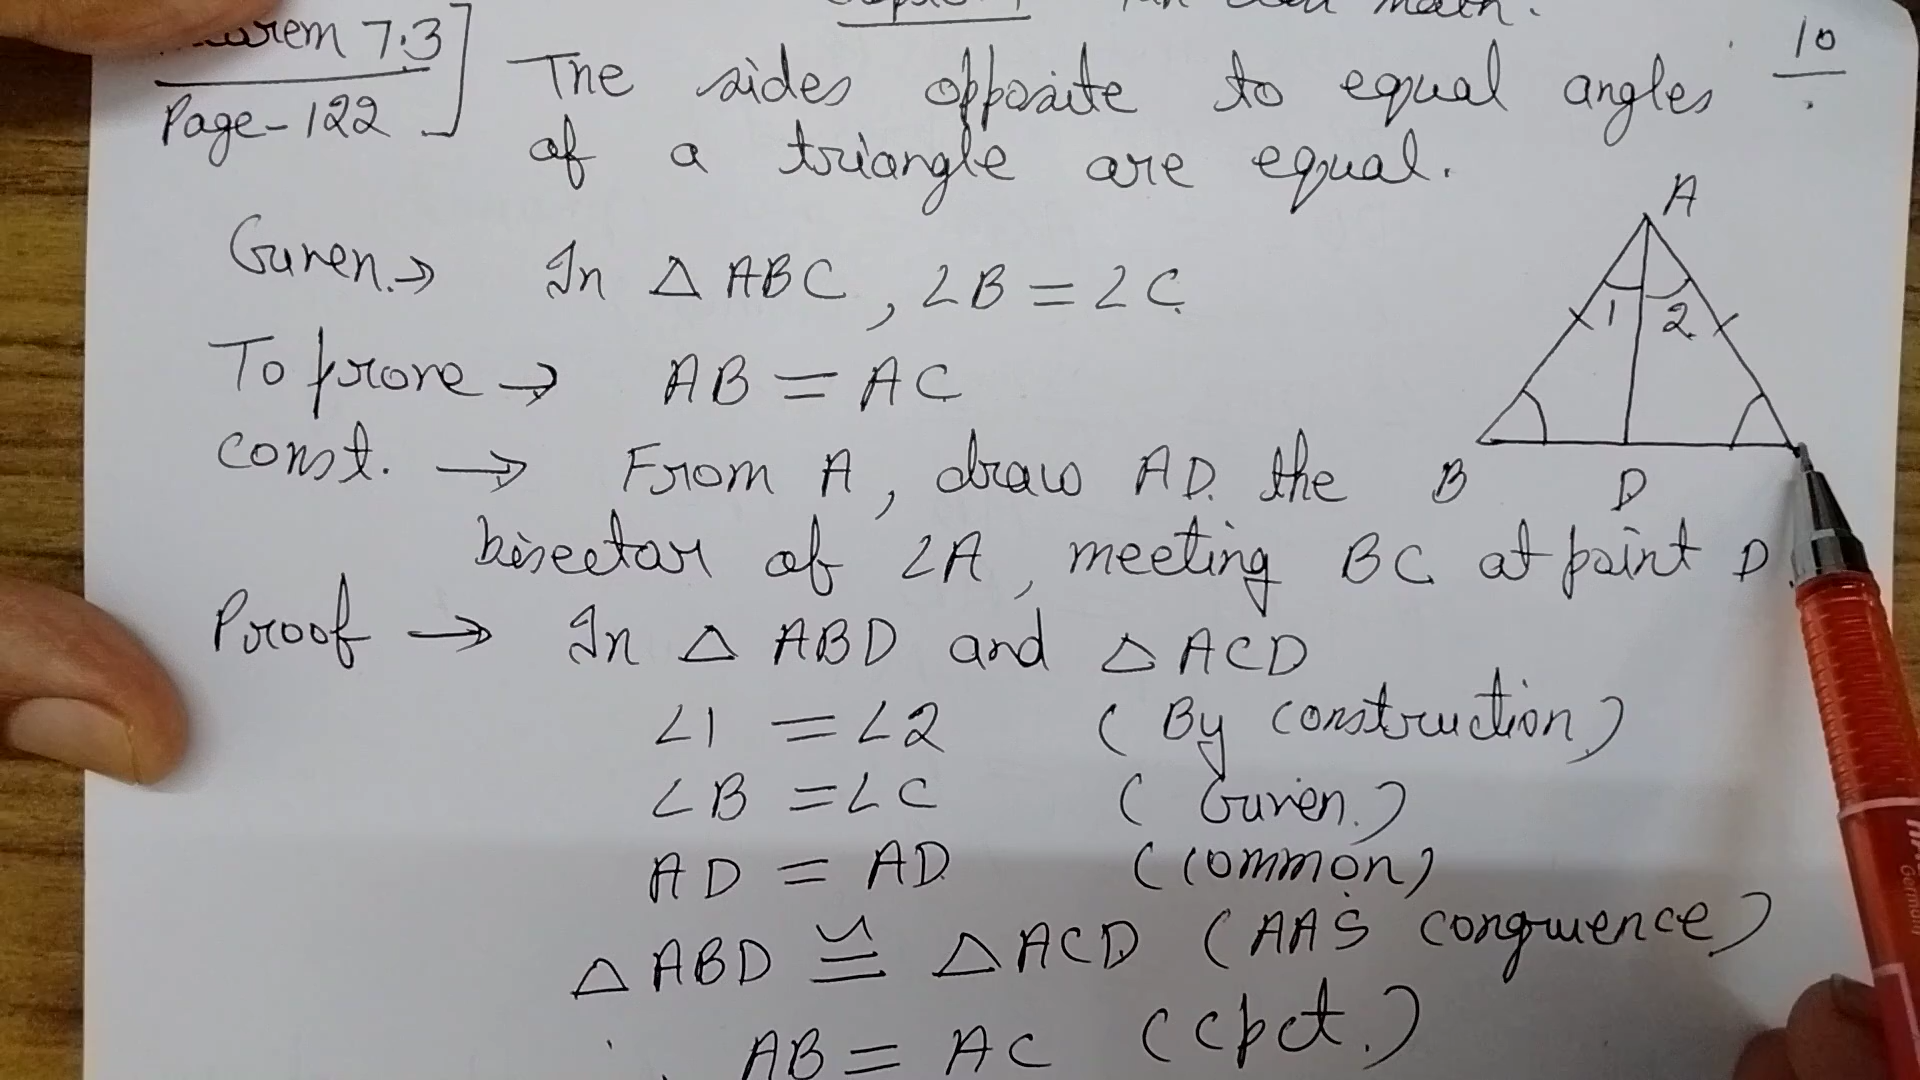 7.3
Page-122
The sides opposite to equal angles
of a triangle are equal.
10
Given. → In △ ABC, ∠B = ∠C
To prove → AB = AC
const. → From A, draw AD. the
bisector of ∠A, meeting BC at point D.
Proof → In △ ABD and △ ACD
∠1 = ∠2 (By construction)
∠B = ∠C (Given.)
AD = AD (common)
△ ABD ≅ △ ACD (AAS congruence)
AB = AC (cpct.)
A
1 2
B D